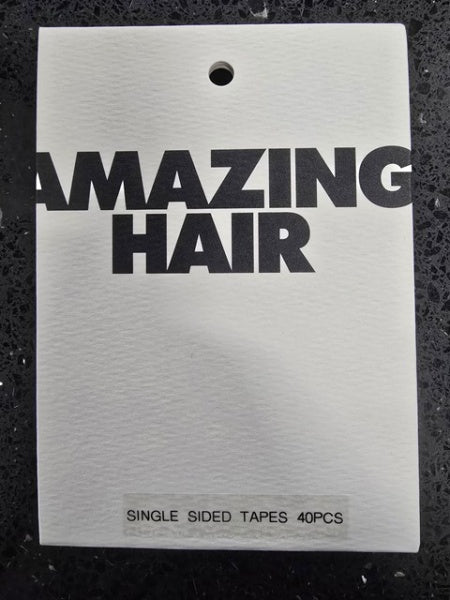 AMAZING
HAIR
SINGLE SIDED TAPES 40PCS